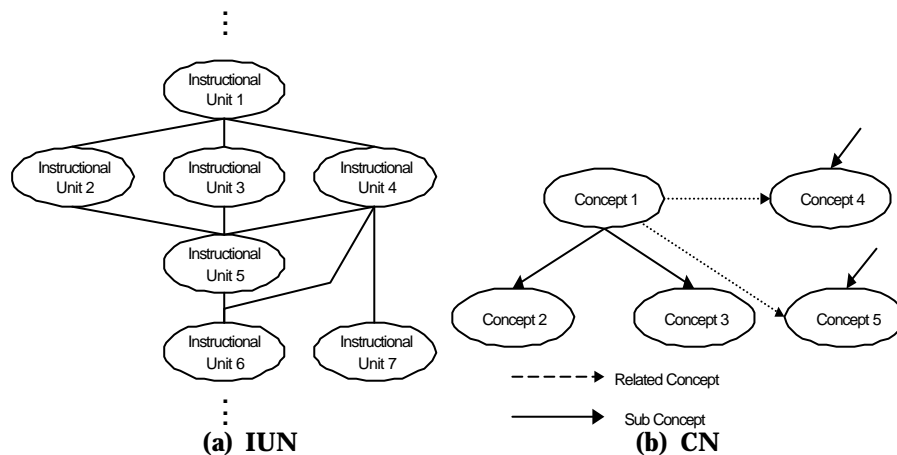 Instructional
Unit 1
Instructional
Unit 2
Instructional
Unit 3
Instructional
Unit 4
Instructional
Unit 5
Instructional
Unit 6
Instructional
Unit 7
(a) IUN
Concept 1
Concept 4
Concept 2
Concept 3
Concept 5
Related Concept
Sub Concept
(b) CN